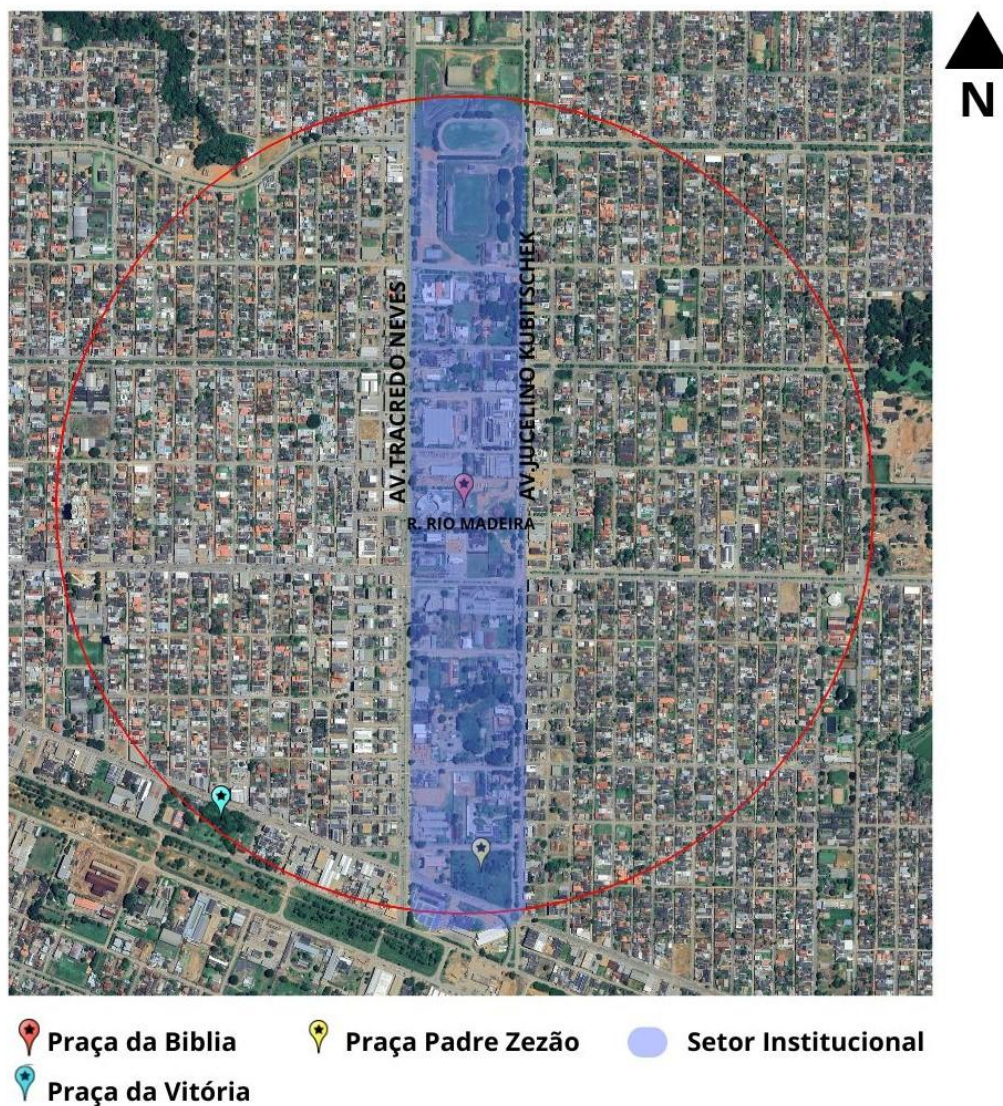 N
AV.TRACREDO NEVES
AV.JUCELINO KUBITSCHEK
R. RIO MADEIRA
Praça da Biblia
Praça Padre Zezão
Setor Institucional
Praça da Vitória